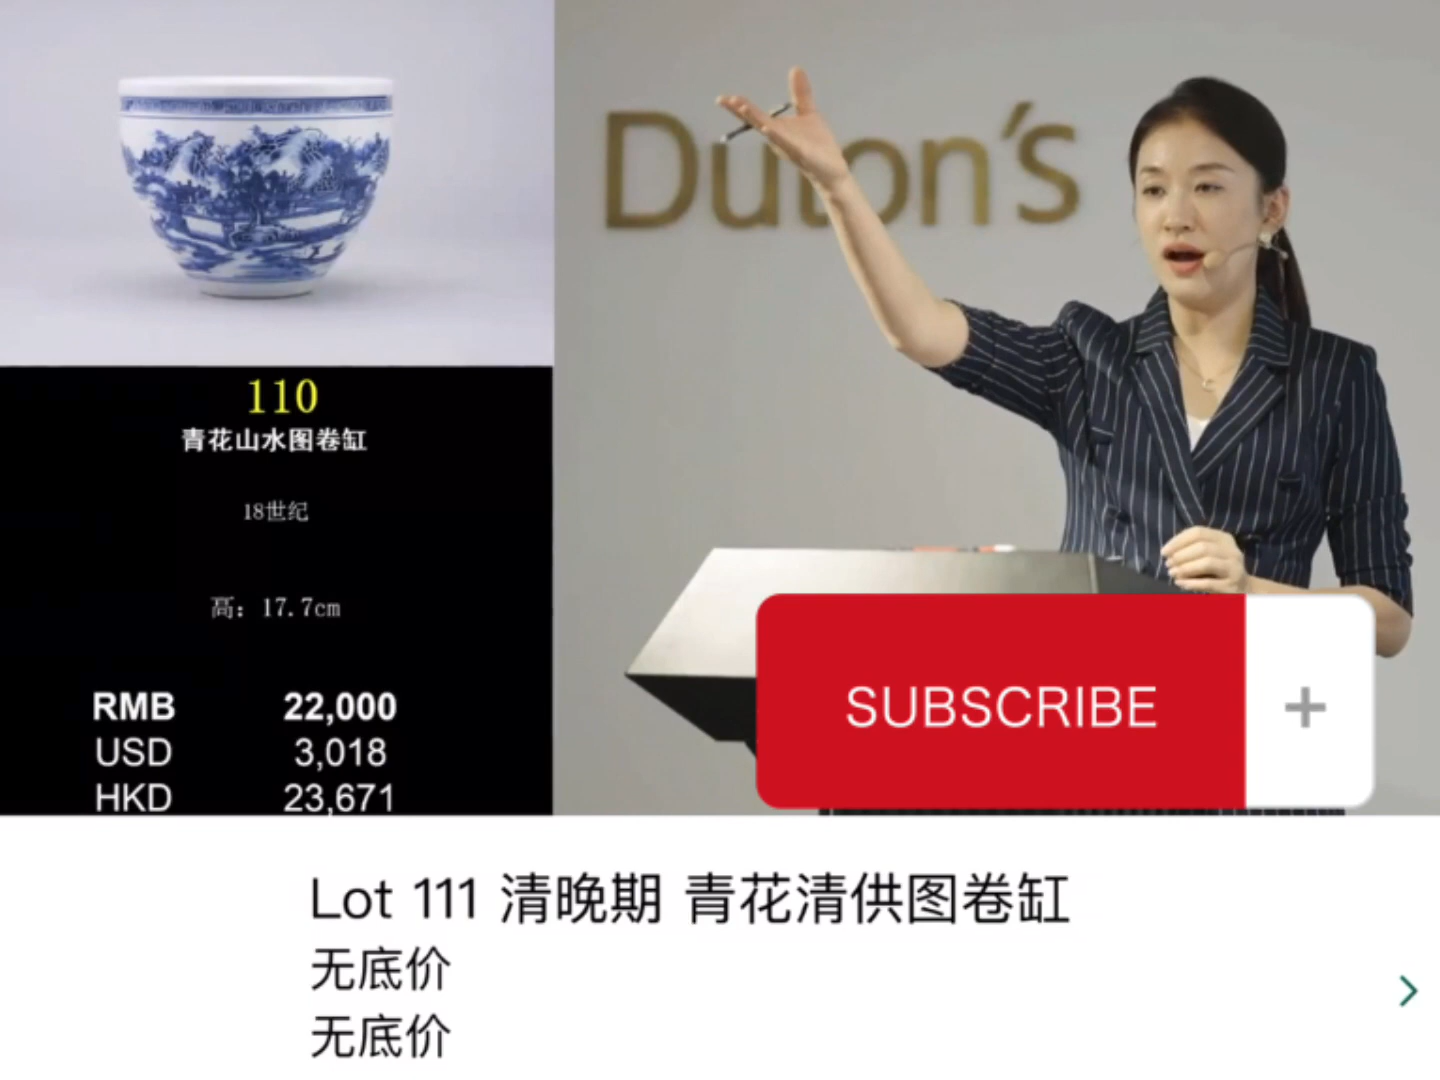 Duton's
110
青花山水图卷缸
18世纪
高: 17.7cm
RMB 22,000
USD 3,018
HKD 23,671
SUBSCRIBE +
Lot 111 清晚期 青花清供图卷缸
无底价
无底价